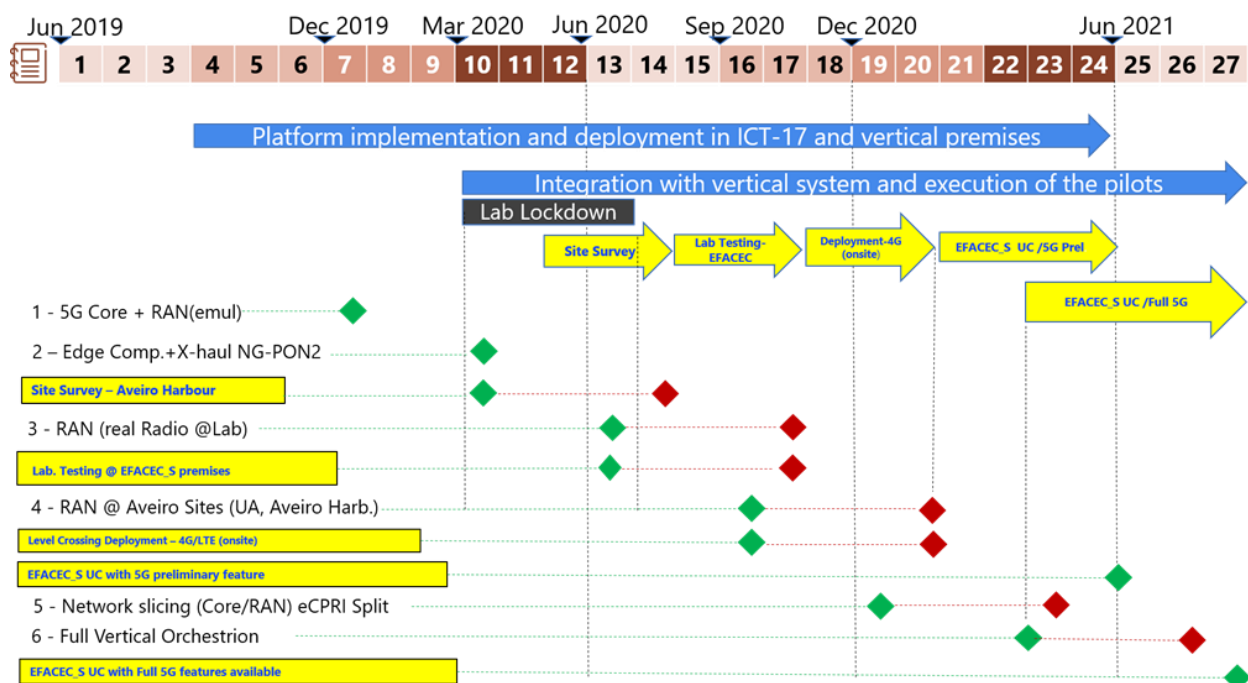 Jun 2019 Dec 2019 Mar 2020 Jun 2020 Sep 2020 Dec 2020 Jun 2021
1 2 3 4 5 6 7 8 9 10 11 12 13 14 15 16 17 18 19 20 21 22 23 24 25 26 27
Platform implementation and deployment in ICT-17 and vertical premises
Integration with vertical system and execution of the pilots
Lab Lockdown
Site Survey
Lab Testing-
EFACEC
Deployment-4G
(onsite)
EFACEC_S UC /5G Prel
EFACEC_S UC /Full 5G
1 - 5G Core + RAN(emul)
2 – Edge Comp.+X-haul NG-PON2
Site Survey – Aveiro Harbour
3 - RAN (real Radio @Lab)
Lab. Testing @ EFACEC_S premises
4 - RAN @ Aveiro Sites (UA, Aveiro Harb.)
Level Crossing Deployment – 4G/LTE (onsite)
EFACEC_S UC with 5G preliminary feature
5 - Network slicing (Core/RAN) eCPRI Split
6 - Full Vertical Orchestrion
EFACEC_S UC with Full 5G features available